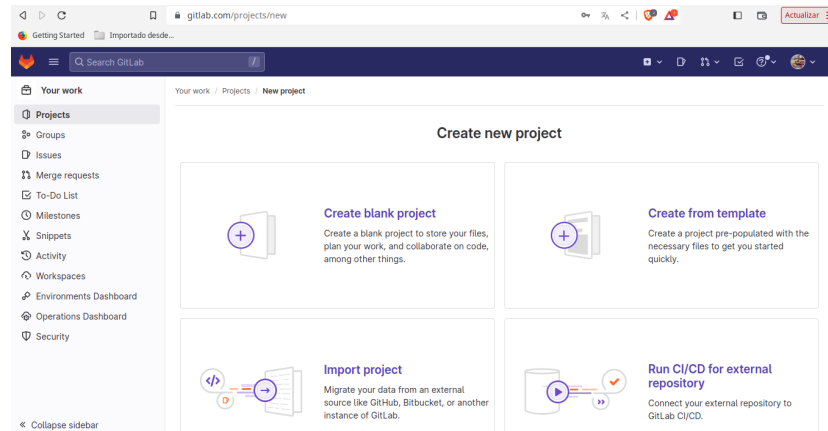 gitlab.com/projects/new
Actualizar
Getting Started
Importado desde...
Search GitLab
/
Your work
Your work / Projects / New project
Projects
Groups
Issues
Merge requests
To-Do List
Milestones
Snippets
Activity
Workspaces
Environments Dashboard
Operations Dashboard
Security
Collapse sidebar
Create new project
Create blank project
Create a blank project to store your files,
plan your work, and collaborate on code,
among other things.
Create from template
Create a project pre-populated with the
necessary files to get you started
quickly.
Import project
Migrate your data from an external
source like GitHub, Bitbucket, or another
instance of GitLab.
Run CI/CD for external
repository
Connect your external repository to
GitLab CI/CD.